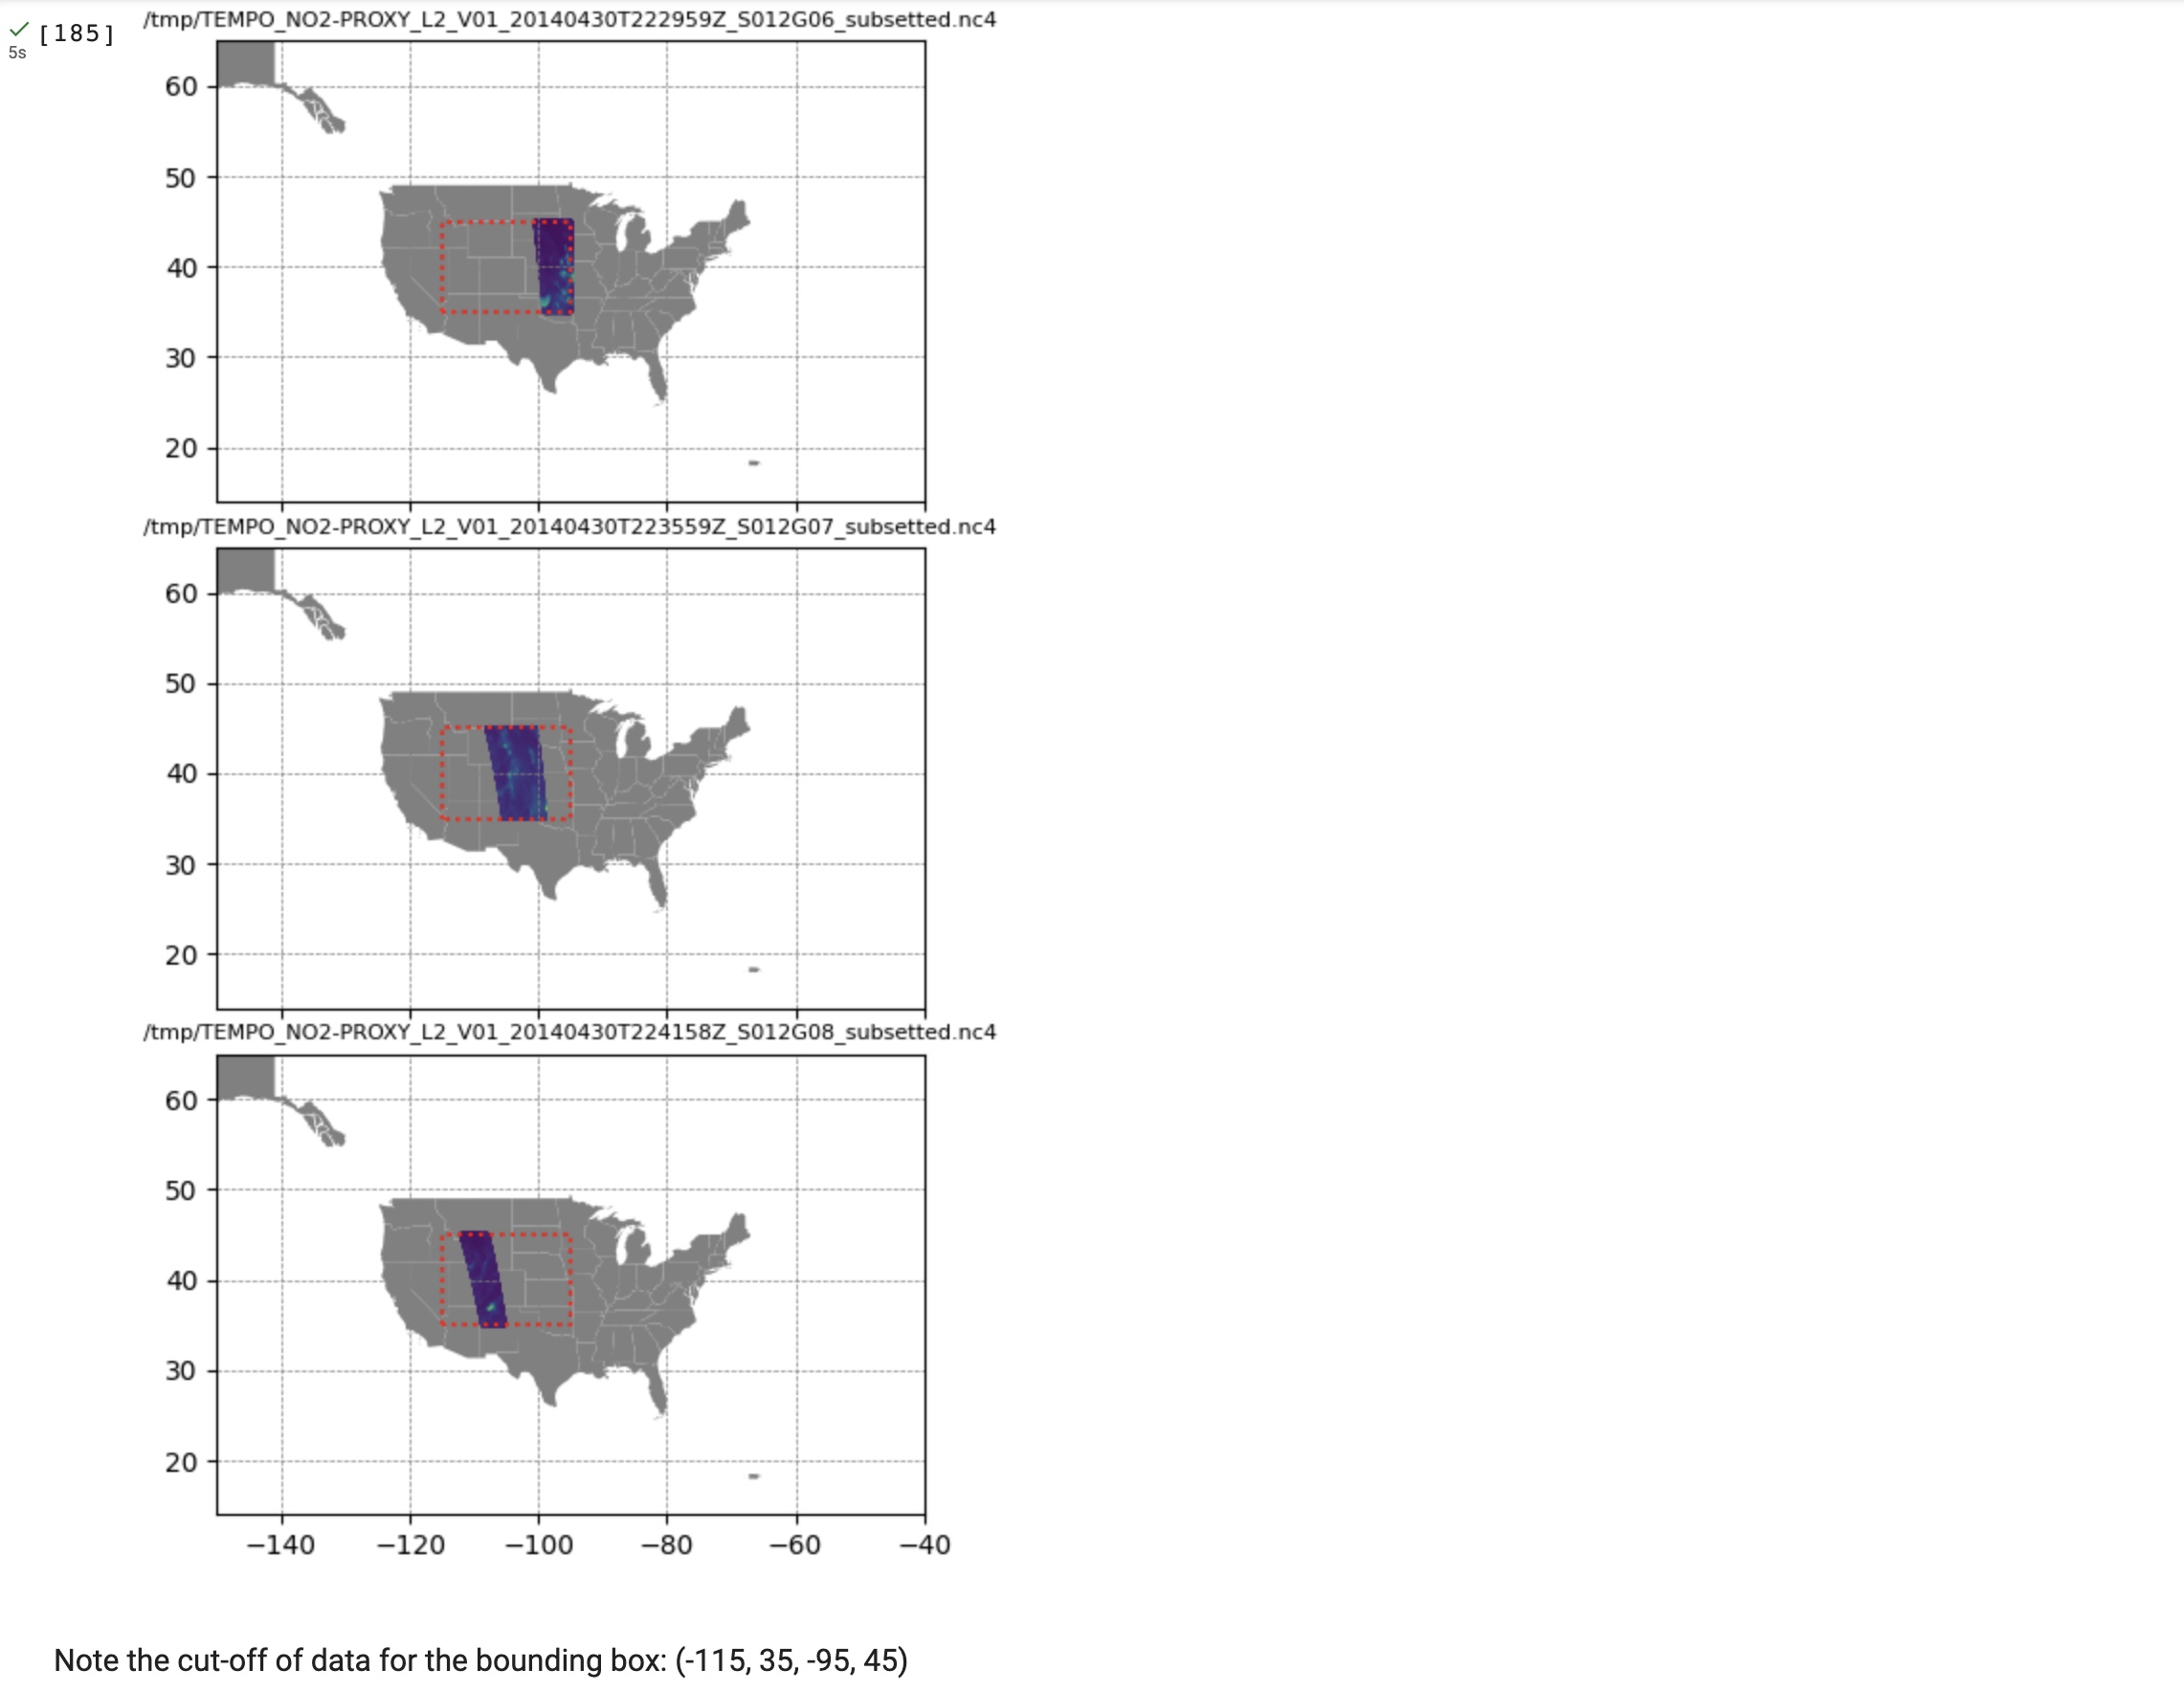 /tmp/TEMPO_NO2-PROXY_L2_V01_20140430T222959Z_S012G06_subsetted.nc4
[185]
5s
60
50
40
30
20
/tmp/TEMPO_NO2-PROXY_L2_V01_20140430T223559Z_S012G07_subsetted.nc4
60
50
40
30
20
/tmp/TEMPO_NO2-PROXY_L2_V01_20140430T224158Z_S012G08_subsetted.nc4
60
50
40
30
20
−140 −120 −100 −80 −60 −40
Note the cut-off of data for the bounding box: (-115, 35, -95, 45)